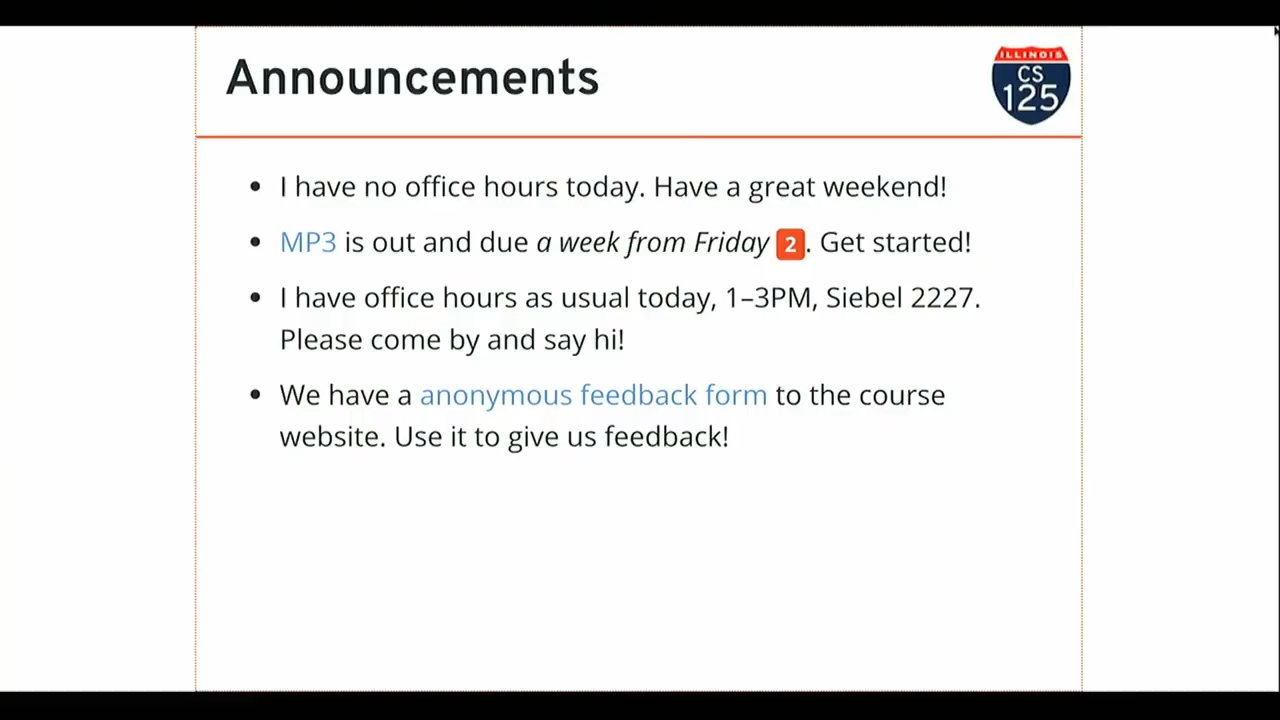 Announcements
ILLINOIS
CS
125
• I have no office hours today. Have a great weekend!
• MP3 is out and due a week from Friday 2. Get started!
• I have office hours as usual today, 1–3PM, Siebel 2227.
Please come by and say hi!
• We have a anonymous feedback form to the course
website. Use it to give us feedback!